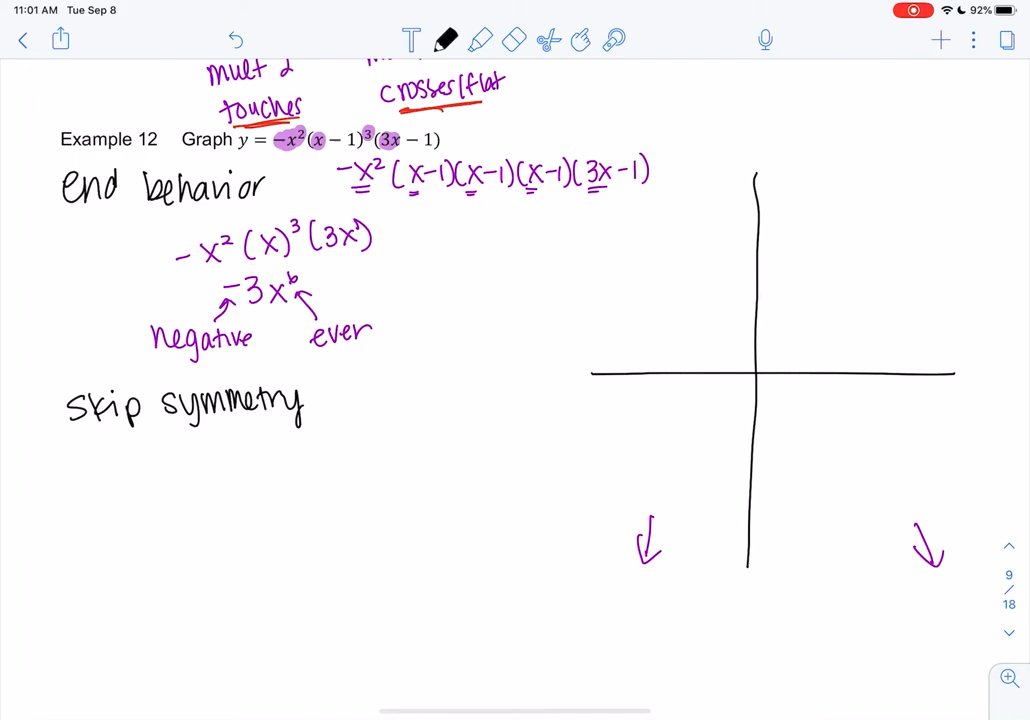 11:01 AM Tue Sep 8
92%
T
mult 2
touches
crosses/flat
Example 12 Graph y = −x²(x − 1)³(3x − 1)
end behavior
-x² (x-1)(x-1)(x-1)(3x-1)
-x² (x)³ (3x¹)
-3x⁶
negative
even
skip symmetry
9
/
18